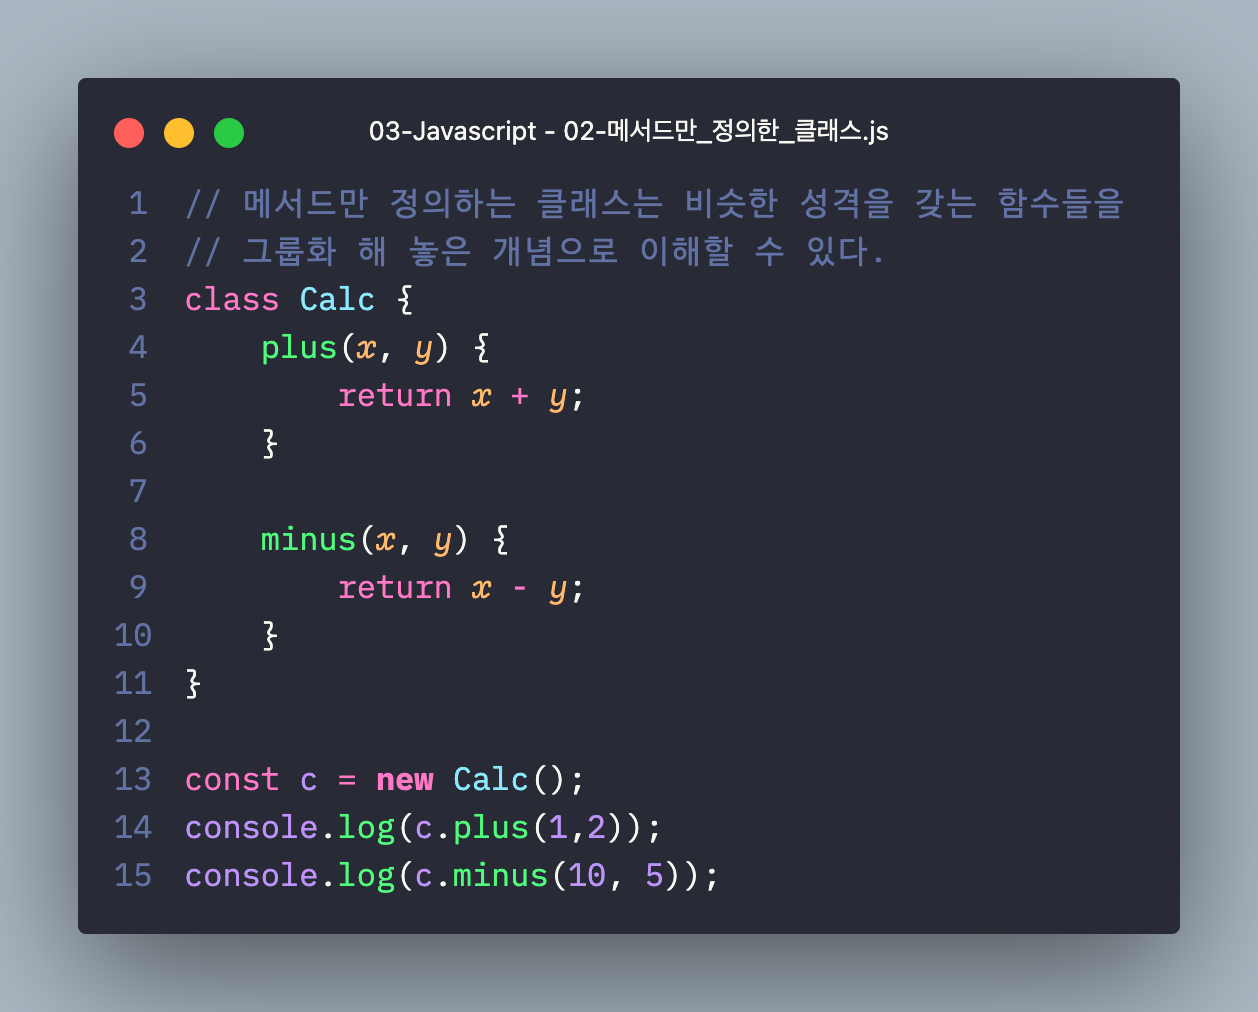 03-Javascript - 02-메서드만_정의한_클래스.js
1 // 메서드만 정의하는 클래스는 비슷한 성격을 갖는 함수들을
2 // 그룹화 해 놓은 개념으로 이해할 수 있다.
3 class Calc {
4     plus(x, y) {
5         return x + y;
6     }
7
8     minus(x, y) {
9         return x - y;
10     }
11 }
12
13 const c = new Calc();
14 console.log(c.plus(1,2));
15 console.log(c.minus(10, 5));